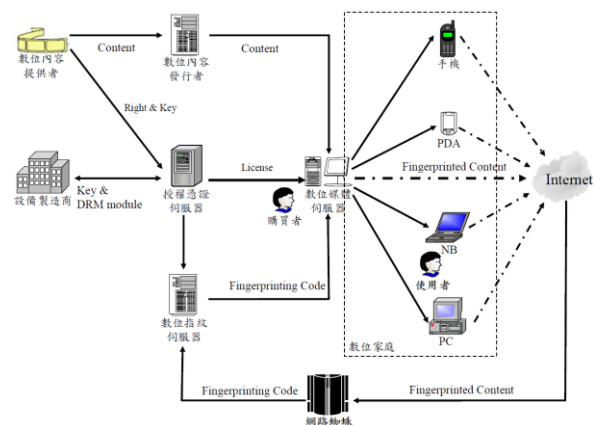 Content
Content
數位內容
提供者
數位內容
發行者
手機
Right & Key
PDA
License
Fingerprinted Content
Internet
設備製造商
Key &
DRM module
授權憑證
伺服器
購買者
數位媒體
伺服器
NB
使用者
Fingerprinting Code
數位指紋
伺服器
PC
數位家庭
Fingerprinting Code
Fingerprinted Content
網路蜘蛛